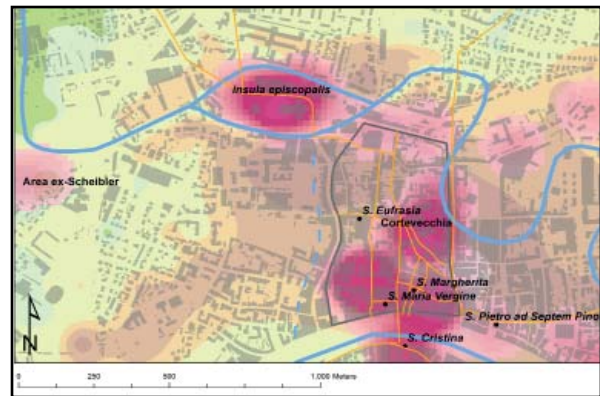 insula episcopalis
Area ex-Scheibler
S. Eufrasia
Cortevecchia
S. Margherita
S. Maria Vergine
S. Pietro ad Septem Pino
S. Cristina
N
0 250 500 1.000 Meters